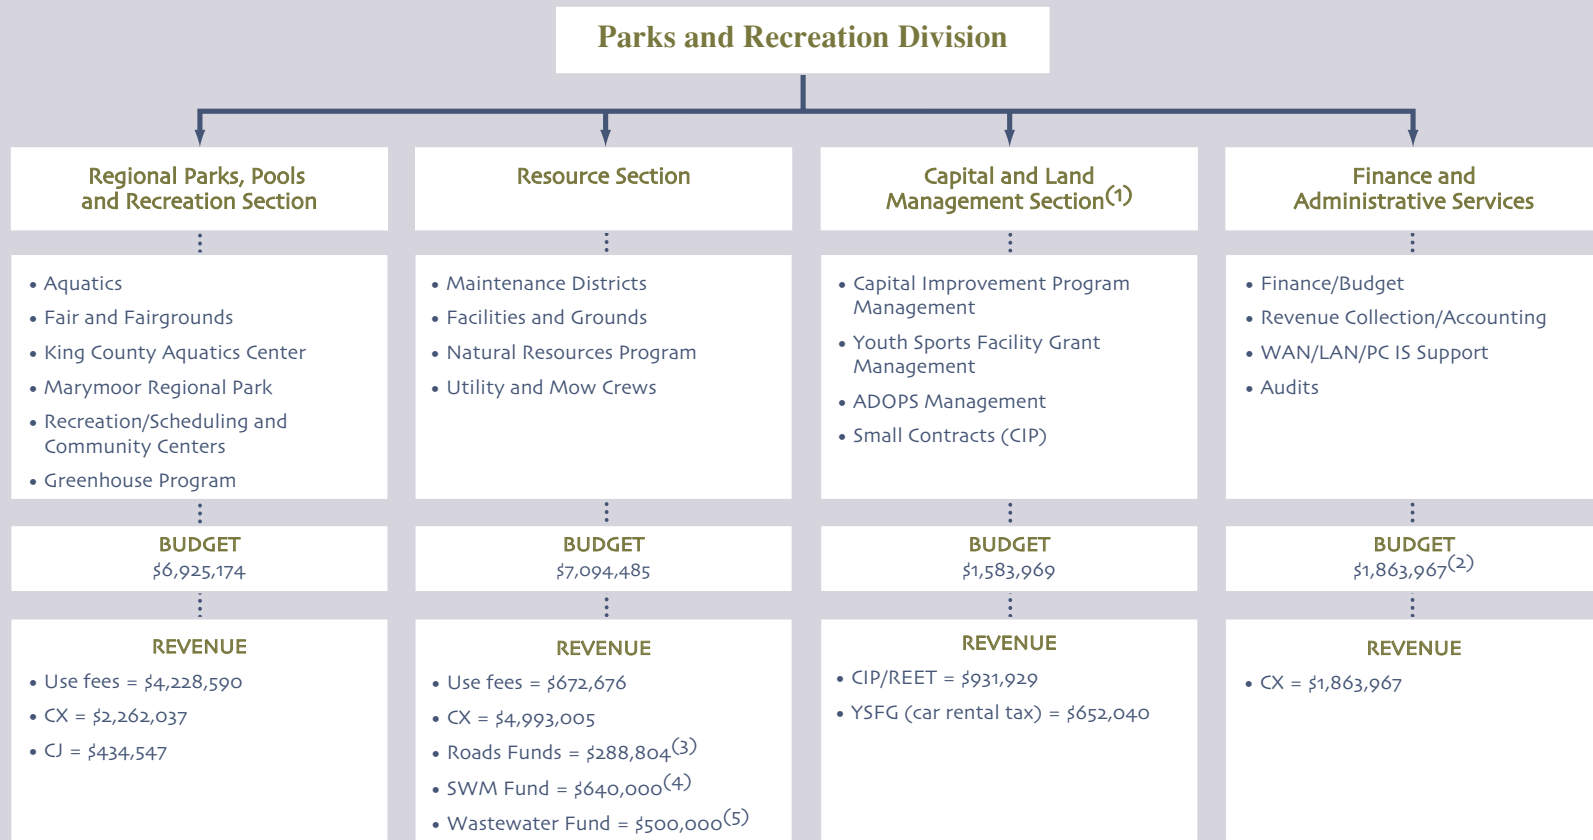 Parks and Recreation Division
Regional Parks, Pools
and Recreation Section
• Aquatics
• Fair and Fairgrounds
• King County Aquatics Center
• Marymoor Regional Park
• Recreation/Scheduling and
Community Centers
• Greenhouse Program
BUDGET
$6,925,174
REVENUE
• Use fees = $4,228,590
• CX = $2,262,037
• CJ = $434,547
Resource Section
• Maintenance Districts
• Facilities and Grounds
• Natural Resources Program
• Utility and Mow Crews
BUDGET
$7,094,485
REVENUE
• Use fees = $672,676
• CX = $4,993,005
• Roads Funds = $288,804(3)
• SWM Fund = $640,000(4)
• Wastewater Fund = $500,000(5)
Capital and Land
Management Section(1)
• Capital Improvement Program
Management
• Youth Sports Facility Grant
Management
• ADOPS Management
• Small Contracts (CIP)
BUDGET
$1,583,969
REVENUE
• CIP/REET = $931,929
• YSFG (car rental tax) = $652,040
Finance and
Administrative Services
• Finance/Budget
• Revenue Collection/Accounting
• WAN/LAN/PC IS Support
• Audits
BUDGET
$1,863,967(2)
REVENUE
• CX = $1,863,967